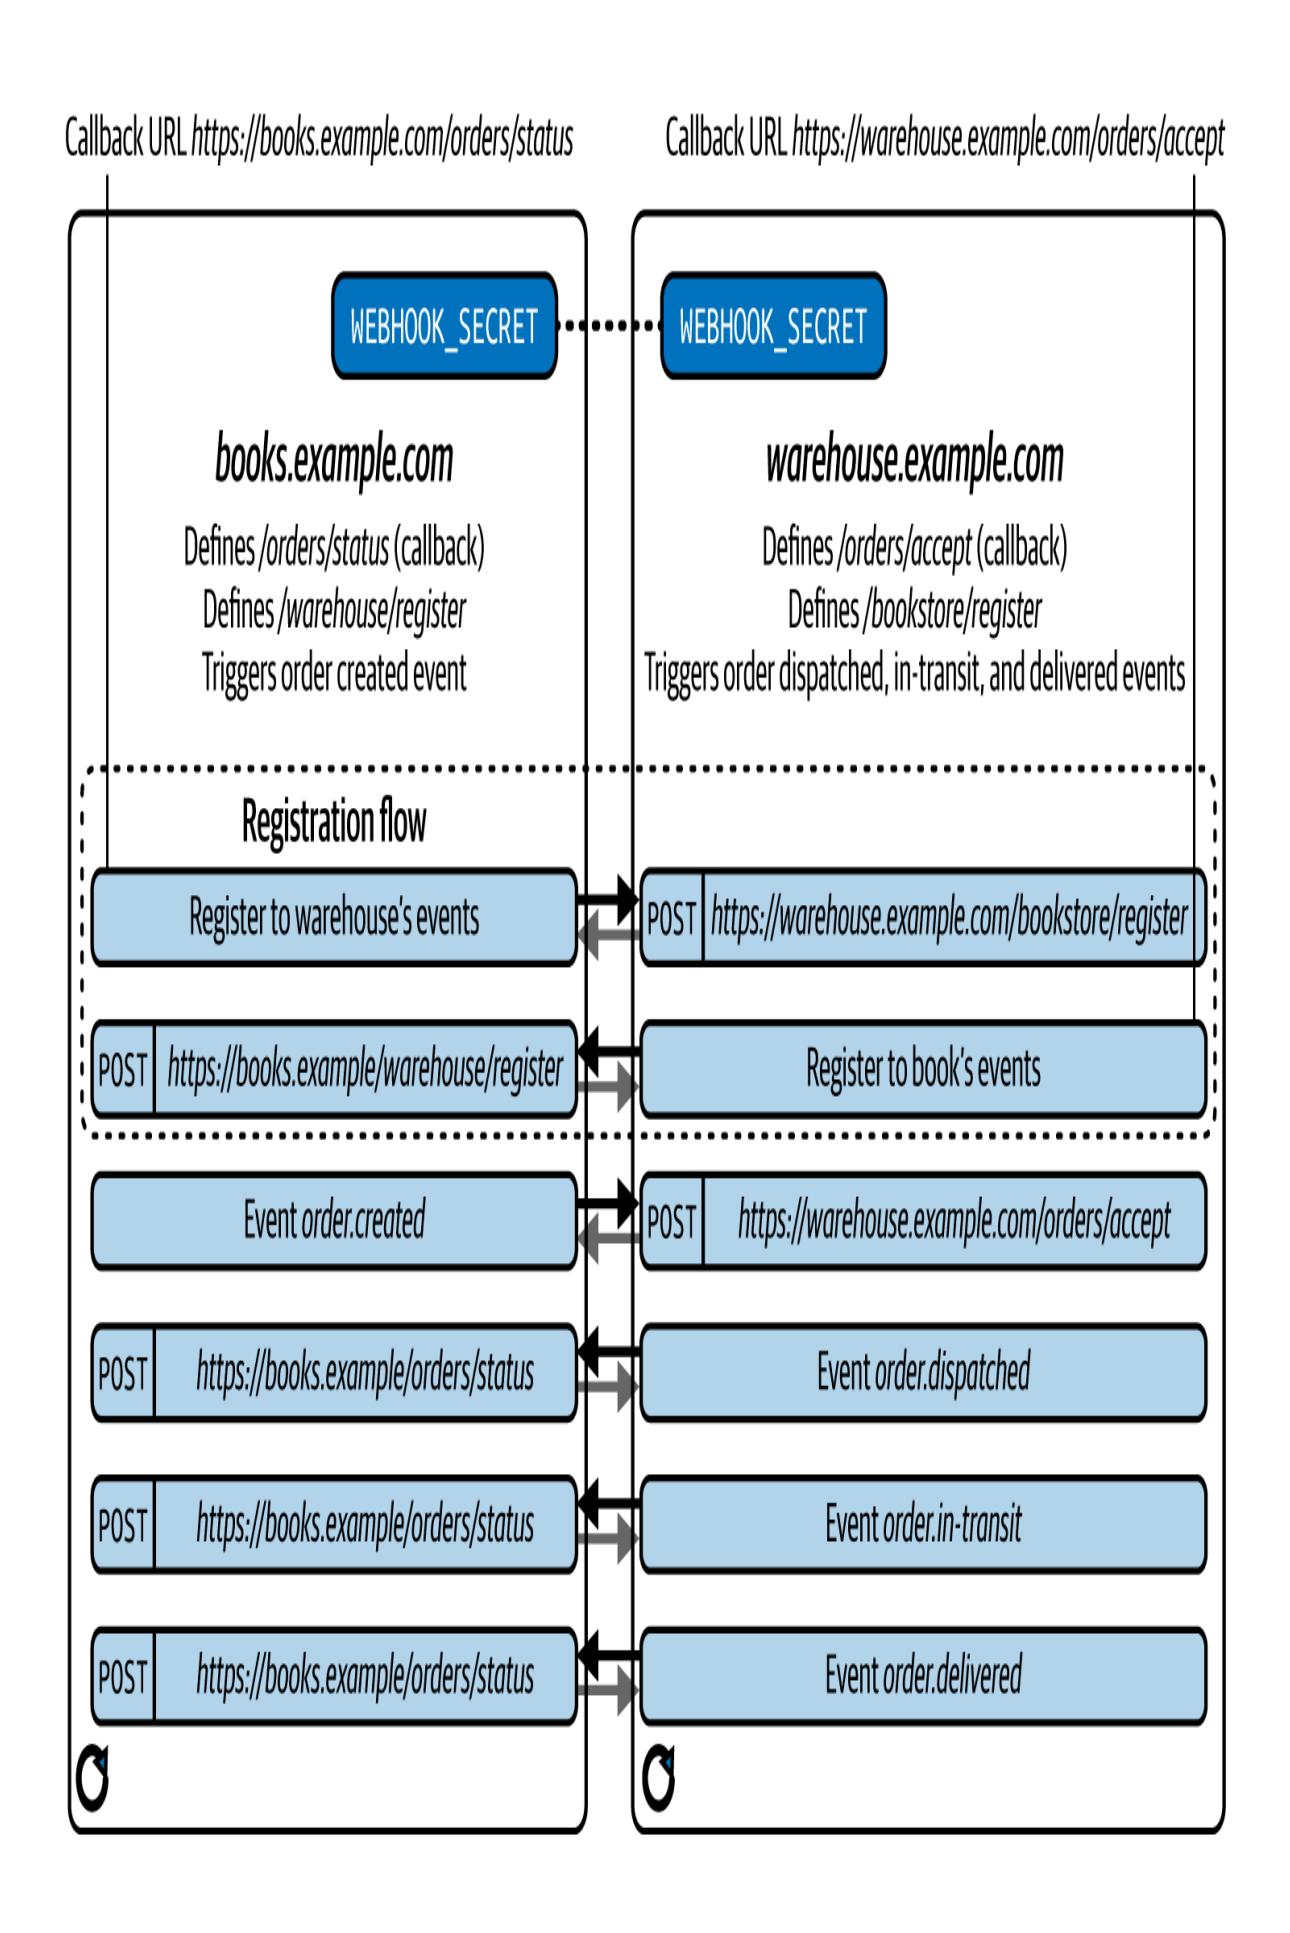 Callback URL https://books.example.com/orders/status
Callback URL https://warehouse.example.com/orders/accept
WEBHOOK_SECRET
WEBHOOK_SECRET
books.example.com
Defines /orders/status (callback)
Defines /warehouse/register
Triggers order created event
warehouse.example.com
Defines /orders/accept (callback)
Defines /bookstore/register
Triggers order dispatched, in-transit, and delivered events
Registration flow
Register to warehouse's events
POST https://warehouse.example.com/bookstore/register
POST https://books.example/warehouse/register
Register to book's events
Event order.created
POST https://warehouse.example.com/orders/accept
POST https://books.example/orders/status
Event order.dispatched
POST https://books.example/orders/status
Event order.in-transit
POST https://books.example/orders/status
Event order.delivered